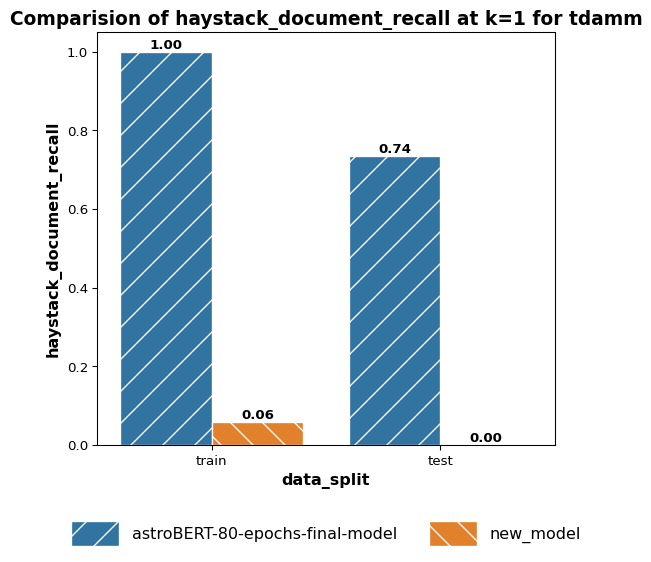 Comparision of haystack_document_recall at k=1 for tdamm
haystack_document_recall
1.0
0.8
0.6
0.4
0.2
0.0
1.00
0.06
0.74
0.00
train
test
data_split
astroBERT-80-epochs-final-model
new_model